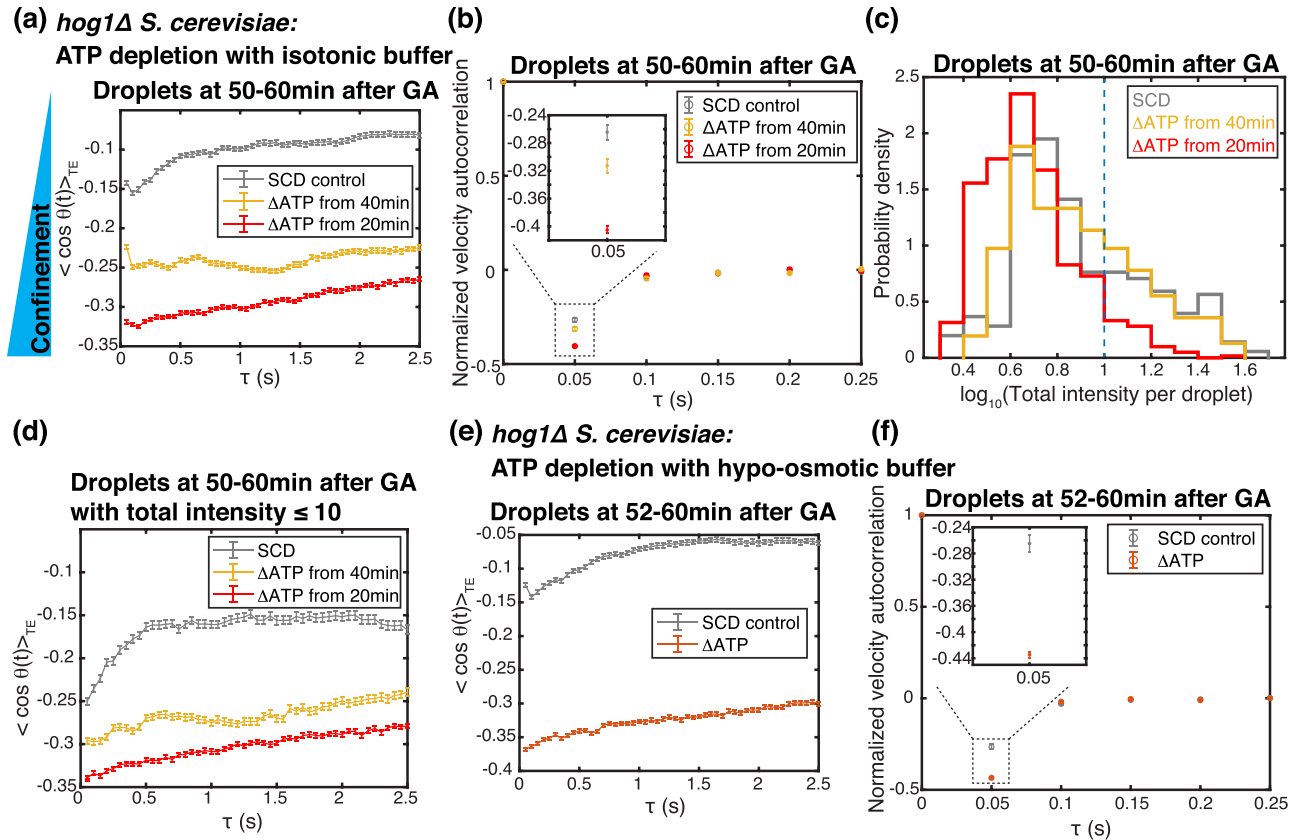 (a) hog1Δ S. cerevisiae:
ATP depletion with isotonic buffer
Droplets at 50-60min after GA
Confinement
< cos θ(t)>TE
-0.1
-0.15
-0.2
-0.25
-0.3
-0.35
SCD control
ΔATP from 40min
ΔATP from 20min
0
0.5
1
1.5
2
2.5
τ (s)
(b)
Droplets at 50-60min after GA
Normalized velocity autocorrelation
1
0.5
0
-0.5
SCD control
ΔATP from 40min
ΔATP from 20min
-0.24
-0.28
-0.32
-0.36
-0.4
0.05
0
0.05
0.1
0.15
0.2
0.25
τ (s)
(c)
Droplets at 50-60min after GA
Probability density
2.5
2
1.5
1
0.5
0
SCD
ΔATP from 40min
ΔATP from 20min
0.4
0.6
0.8
1
1.2
1.4
1.6
log10(Total intensity per droplet)
(d)
Droplets at 50-60min after GA
with total intensity ≤ 10
< cos θ(t)>TE
-0.1
-0.15
-0.2
-0.25
-0.3
-0.35
SCD
ΔATP from 40min
ΔATP from 20min
0
0.5
1
1.5
2
2.5
τ (s)
(e) hog1Δ S. cerevisiae:
ATP depletion with hypo-osmotic buffer
Droplets at 52-60min after GA
< cos θ(t)>TE
-0.05
-0.1
-0.15
-0.2
-0.25
-0.3
-0.35
-0.4
SCD control
ΔATP
0
0.5
1
1.5
2
2.5
τ (s)
(f)
Droplets at 52-60min after GA
Normalized velocity autocorrelation
1
0.5
0
-0.5
SCD control
ΔATP
-0.24
-0.28
-0.32
-0.36
-0.4
-0.44
0.05
0
0.05
0.1
0.15
0.2
0.25
τ (s)